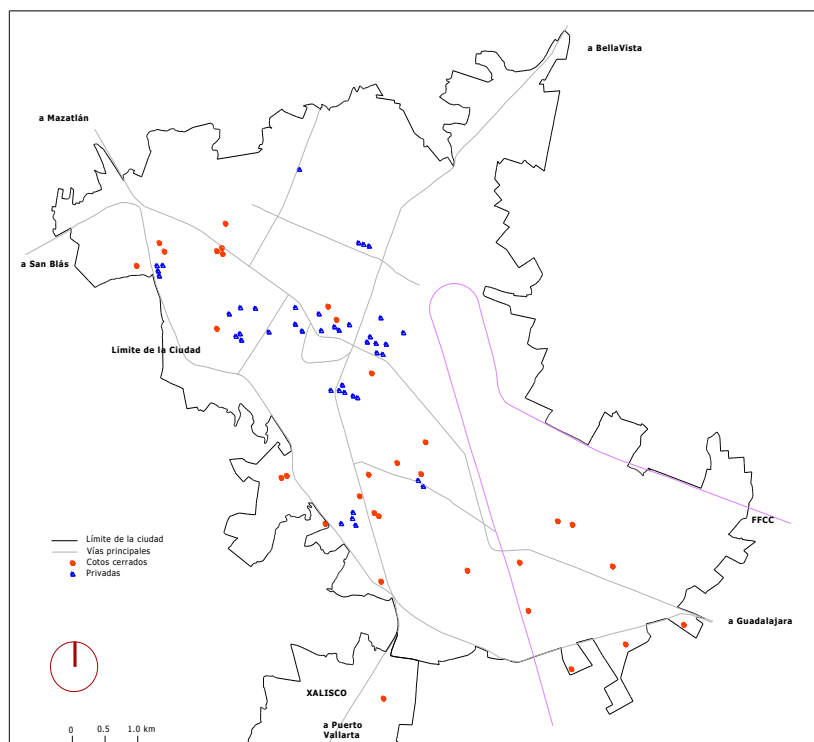 a BellaVista
a Mazatlán
a San Blás
Límite de la Ciudad
FFCC
Límite de la ciudad
Vías principales
Cotos cerrados
Privadas
a Guadalajara
XALISCO
a Puerto
Vallarta
0 0.5 1.0 km